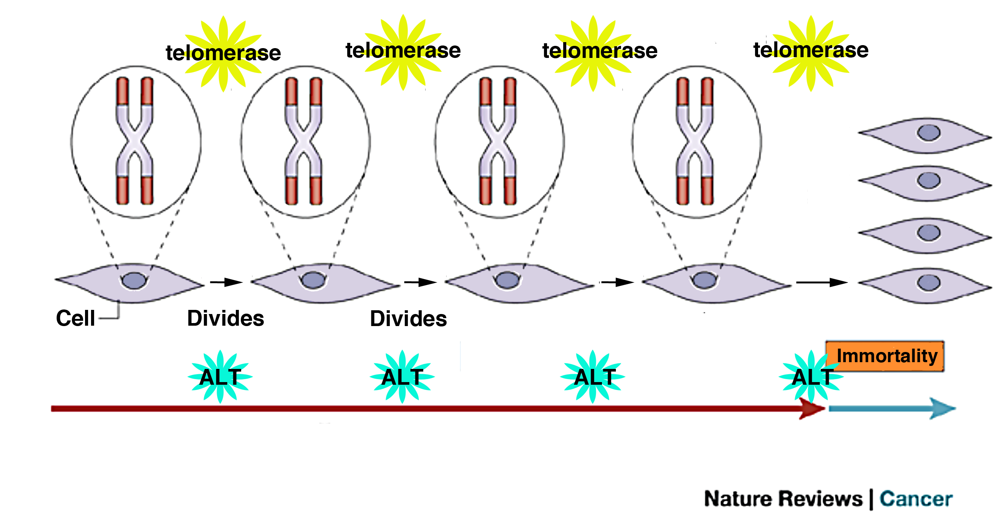 telomerase telomerase telomerase telomerase
Cell Divides Divides
Immortality
ALT ALT ALT ALT
Nature Reviews | Cancer